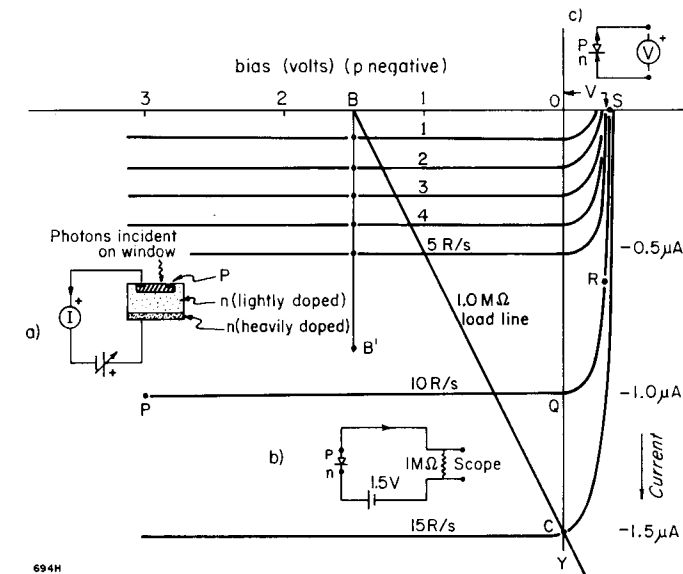 c)
P
n
V
+
bias (volts) (p negative)
3
2
B
1
O
V
S
1
2
3
4
5 R/s
-0.5μA
Photons incident
on window
P
n (lightly doped)
n (heavily doped)
+
I
+
a)
R
1.0 MΩ
load line
B'
10 R/s
P
Q
-1.0μA
b)
P
n
1.5V
1MΩ
Scope
Current
15 R/s
C
-1.5μA
Y
694H